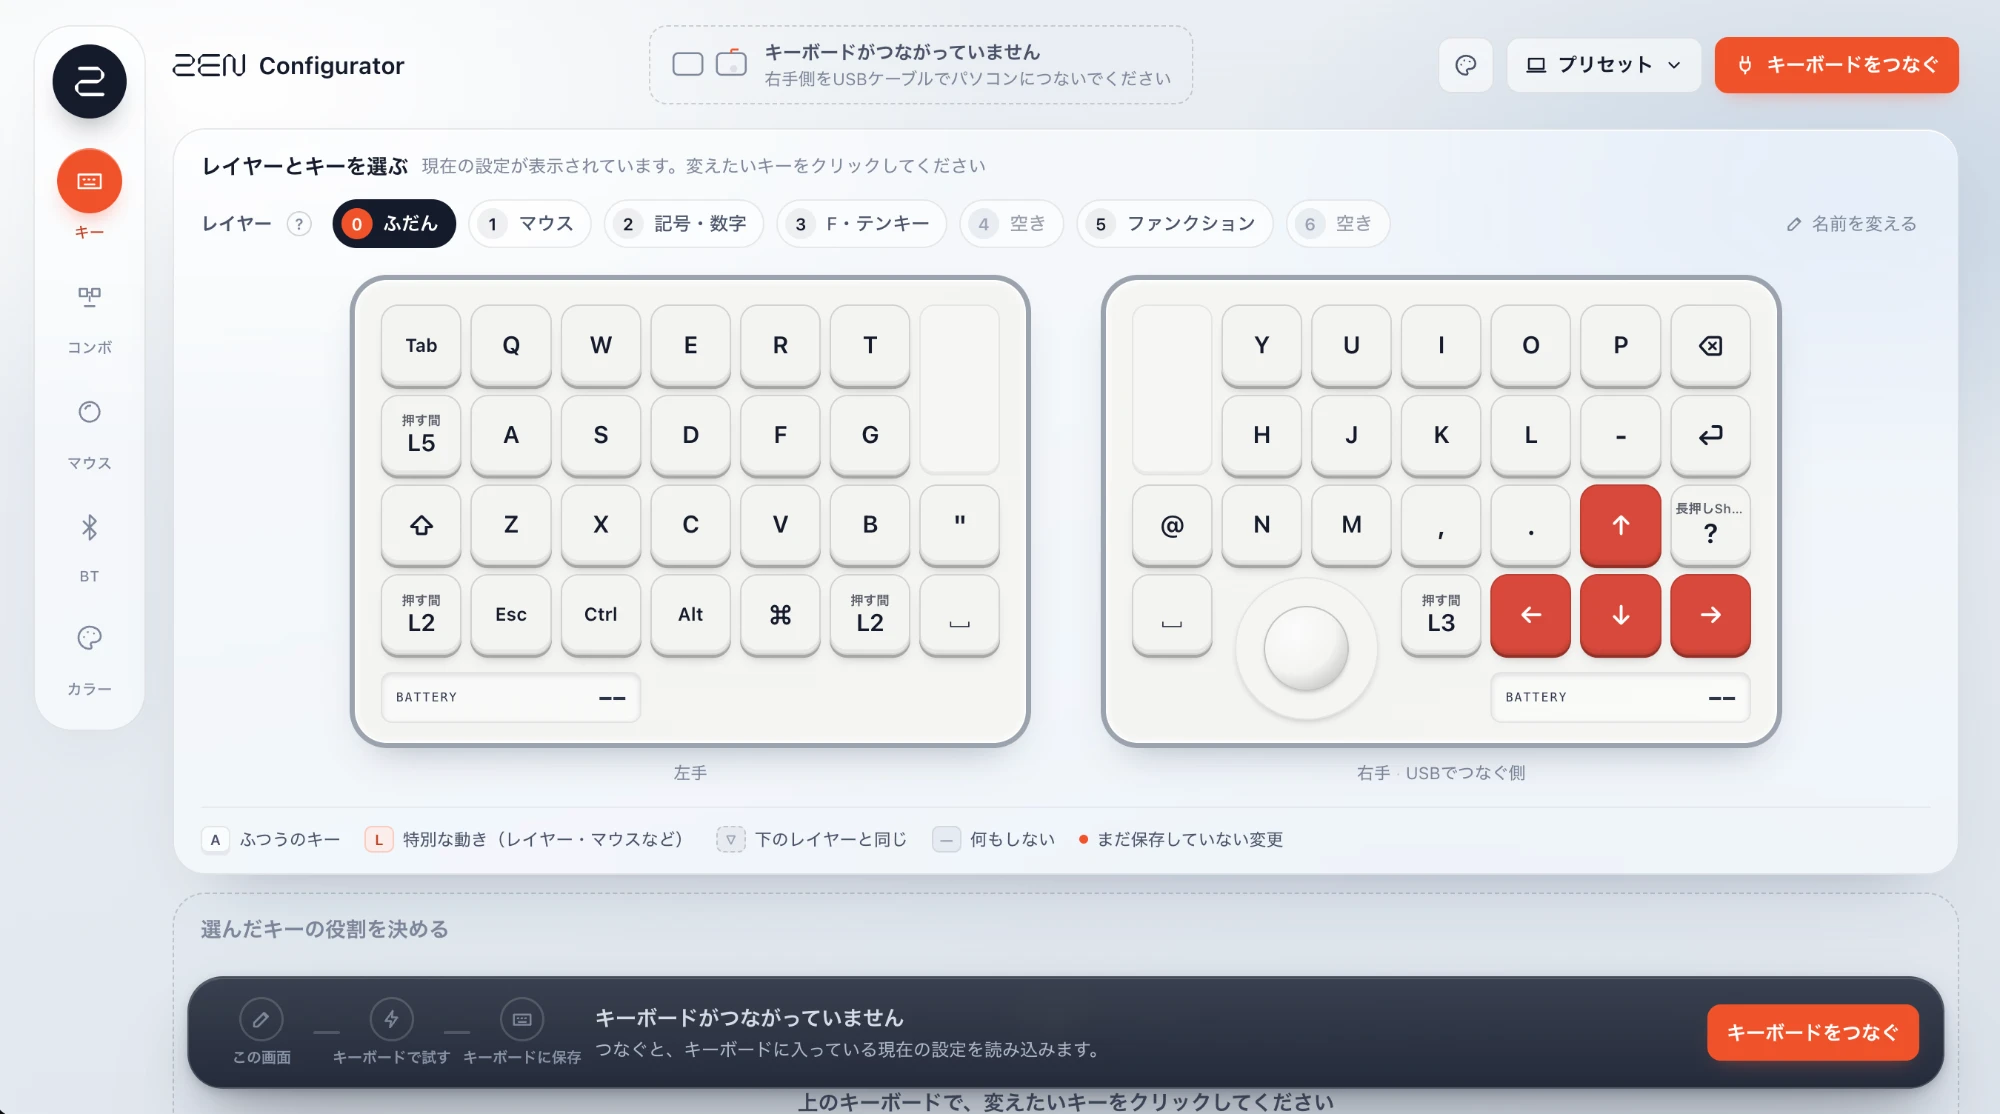 ZEN Configurator
キーボードがつながっていません
右手側をUSBケーブルでパソコンにつないでください
プリセット
キーボードをつなぐ
キー
コンボ
マウス
BT
カラー
レイヤーとキーを選ぶ 現在の設定が表示されています。変えたいキーをクリックしてください
レイヤー ? 0 ふだん 1 マウス 2 記号・数字 3 F・テンキー 4 空き 5 ファンクション 6 空き 名前を変える
Tab Q W E R T
押す間 L5 A S D F G
Z X C V B "
押す間 L2 Esc Ctrl Alt ⌘ 押す間 L2
BATTERY --
左手
Y U I O P
H J K L -
@ N M , . ↑ 長押しSh... ?
押す間 L3 ← ↓ →
BATTERY --
右手 · USBでつなぐ側
A ふつうのキー L 特別な動き（レイヤー・マウスなど） ▽ 下のレイヤーと同じ — 何もしない まだ保存していない変更
選んだキーの役割を決める
この画面 キーボードで試す キーボードに保存
キーボードがつながっていません
つなぐと、キーボードに入っている現在の設定を読み込みます。
キーボードをつなぐ
上のキーボードで、変えたいキーをクリックしてください